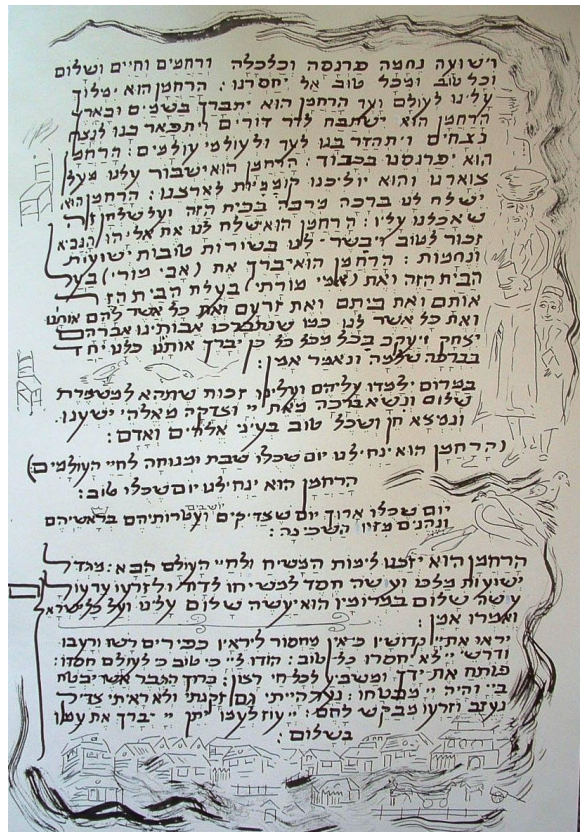 וישועה נחמה פרנסה וכלכלה ורחמים וחיים ושלום
וכל טוב ומכל טוב אל יחסרנו: הרחמן הוא ימלוך
עלינו לעולם ועד הרחמן הוא יתברך בשמים ובארץ
הרחמן הוא ישתבח לדור דורים ויתפאר בנו לנצח
נצחים ויתהדר בנו לעד ולעולמי עולמים: הרחמן
הוא יפרנסנו בכבוד: הרחמן הוא ישבור עלנו מעל
צוארנו והוא יוליכנו קוממיות לארצנו: הרחמן הוא
ישלח לנו ברכה מרבה בבית הזה ועל שלחן זה
שאכלנו עליו: הרחמן הוא ישלח לנו את אליהו הנביא
זכור לטוב ויבשר לנו בשורות טובות ישועות
ונחמות: הרחמן הוא יברך את (אבי מורי) בעל
הבית הזה ואת (אמי מורתי) בעלת הבית הזה
אותם ואת ביתם ואת זרעם ואת כל אשר להם אותנו
ואת כל אשר לנו כמו שנתברכו אבותינו אברהם
יצחק ויעקב בכל מכל כל כן יברך אותנו כלנו יחד
בברכה שלמה ונאמר אמן:
במרום ילמדו עליהם ועלינו זכות שתהא למשמרת
שלום ונשא ברכה מאת יי וצדקה מאלהי ישענו
ונמצא חן ושכל טוב בעיני אלהים ואדם:
(הרחמן הוא ינחילנו יום שכלו שבת ומנוחה לחיי העולמים)
הרחמן הוא ינחילנו יום שכלו טוב:
יום שכלו ארוך יום שצדיקים יושבים ועטרותיהם בראשיהם
ונהנים מזיו השכינה:
הרחמן הוא יזכנו לימות המשיח ולחיי העולם הבא: מגדל
ישועות מלכו ועשה חסד למשיחו לדוד ולזרעו עד עולם
עשה שלום במרומיו הוא יעשה שלום עלינו ועל כל ישראל
ואמרו אמן:
יראו את יי קדושיו כי אין מחסור ליראיו כפירים רשו ורעבו
ודרשי יי לא יחסרו כל טוב: הודו ליי כי טוב כי לעולם חסדו:
פותח את ידך ומשביע לכל חי רצון: ברוך הגבר אשר יבטח
ביי והיה יי מבטחו: נער הייתי גם זקנתי ולא ראיתי צדיק
נעזב וזרעו מבקש לחם: יי עוז לעמו יתן יי יברך את עמו
בשלום: